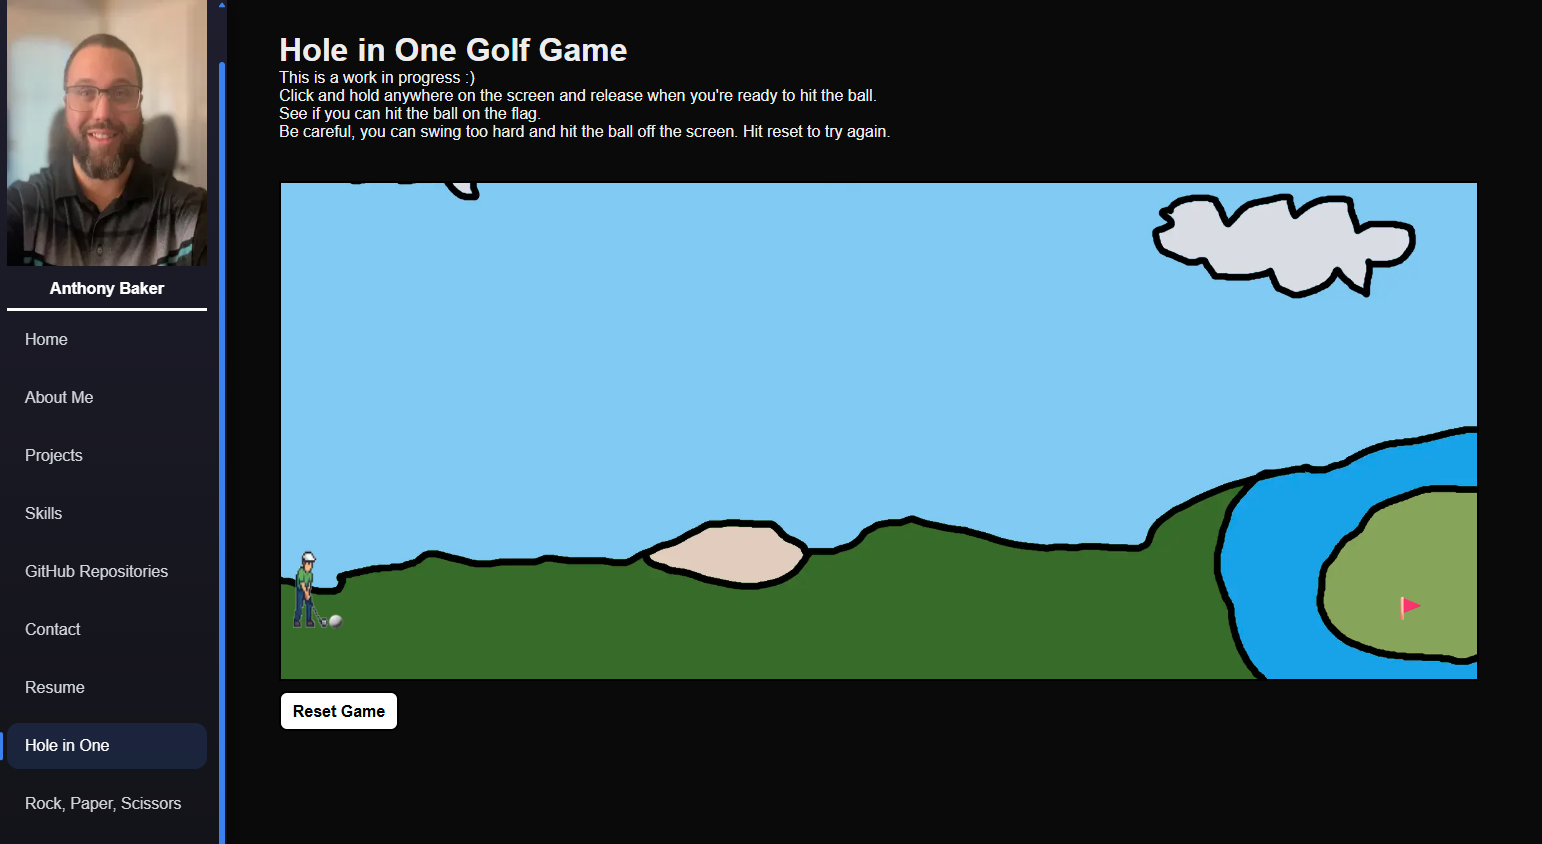 Anthony Baker
Home
About Me
Projects
Skills
GitHub Repositories
Contact
Resume
Hole in One
Rock, Paper, Scissors
Hole in One Golf Game
This is a work in progress :)
Click and hold anywhere on the screen and release when you're ready to hit the ball.
See if you can hit the ball on the flag.
Be careful, you can swing too hard and hit the ball off the screen. Hit reset to try again.
Reset Game